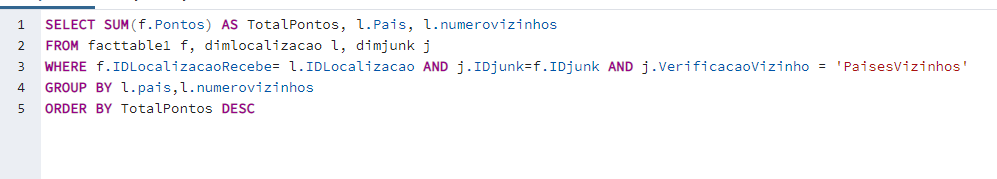 1 SELECT SUM(f.Pontos) AS TotalPontos, l.Pais, l.numerovizinhos
2 FROM facttable1 f, dimlocalizacao l, dimjunk j
3 WHERE f.IDLocalizacaoRecebe= l.IDLocalizacao AND j.IDjunk=f.IDjunk AND j.VerificacaoVizinho = 'PaisesVizinhos'
4 GROUP BY l.pais,l.numerovizinhos
5 ORDER BY TotalPontos DESC